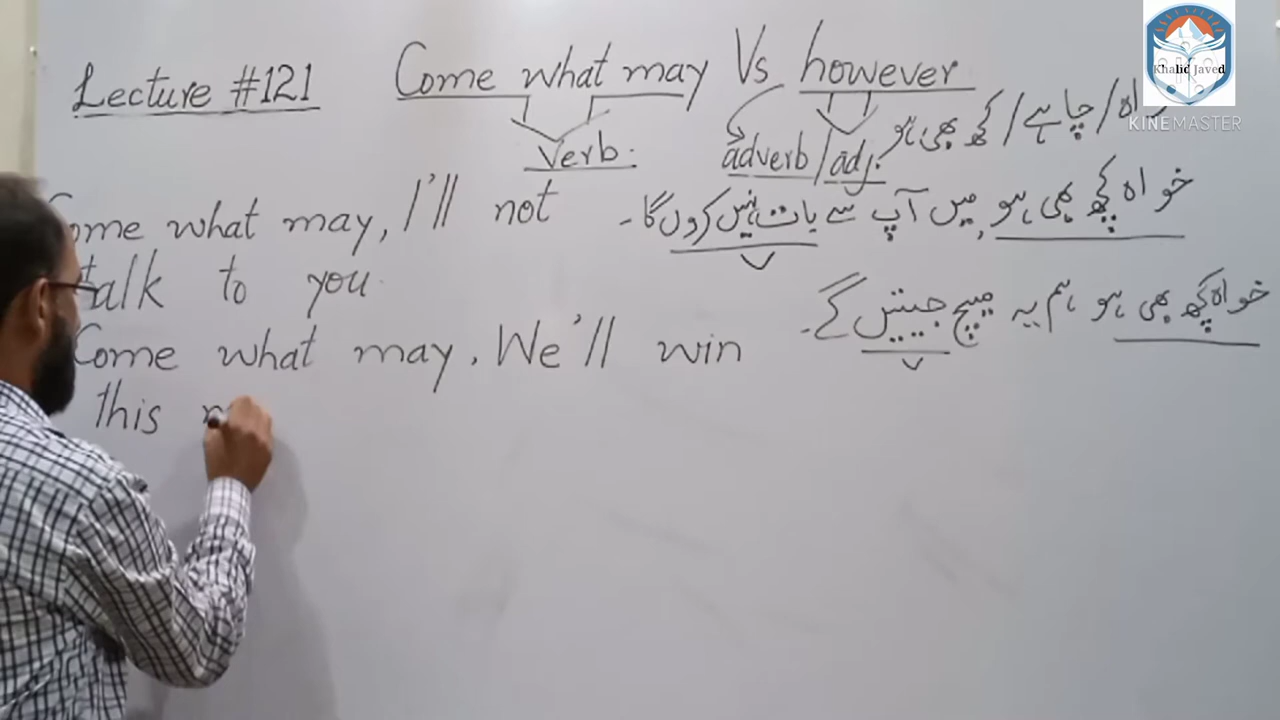 Lecture #121 Come what may Vs however
Khalid Javed
KINEMASTER
/ چاہے / کچھ بھی ہو
Verb.
adverb / adj.
Come what may, I'll not
خواہ کچھ بھی ہو، میں آپ سے بات نہیں کروں گا۔
talk to you.
خواہ کچھ بھی ہو ہم یہ میچ جیتیں گے۔
Come what may, We'll win
this